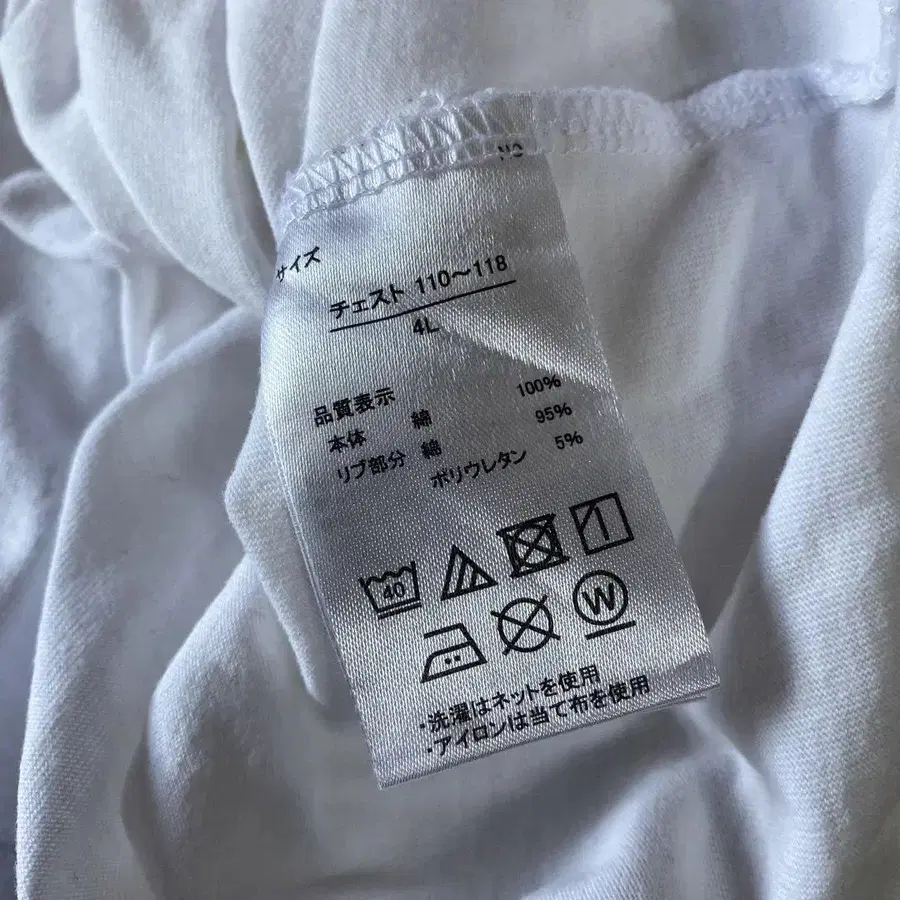 サイズ
チェスト 110～118
4L
品質表示
本体 綿 100%
リブ部分 綿 95%
ポリウレタン 5%
40
W
・洗濯はネットを使用
・アイロンは当て布を使用